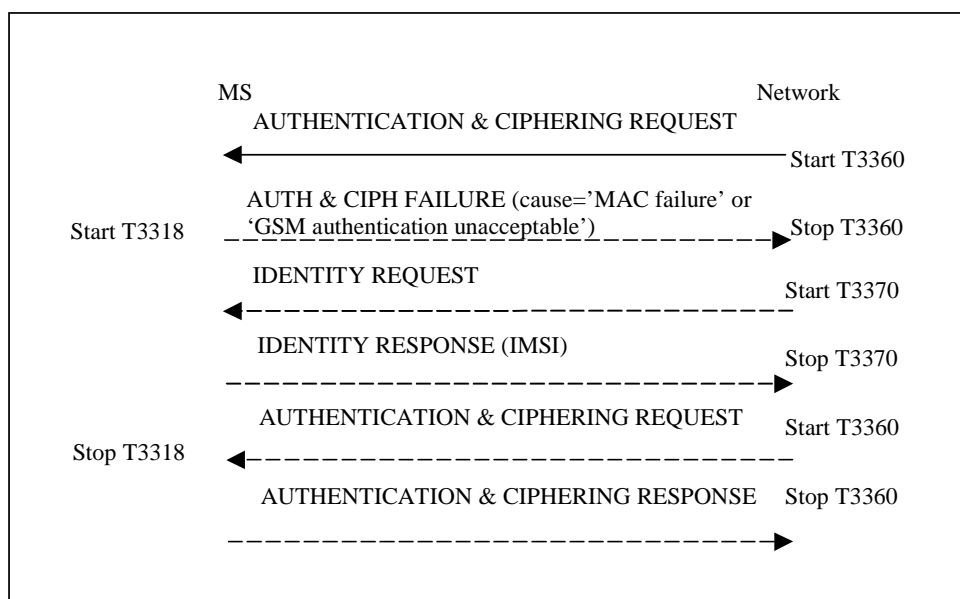 MS Network
AUTHENTICATION & CIPHERING REQUEST
Start T3360
AUTH & CIPH FAILURE (cause=’MAC failure’ or
Start T3318 ‘GSM authentication unacceptable’) Stop T3360
IDENTITY REQUEST
Start T3370
IDENTITY RESPONSE (IMSI)
Stop T3370
AUTHENTICATION & CIPHERING REQUEST
Start T3360
Stop T3318
AUTHENTICATION & CIPHERING RESPONSE Stop T3360